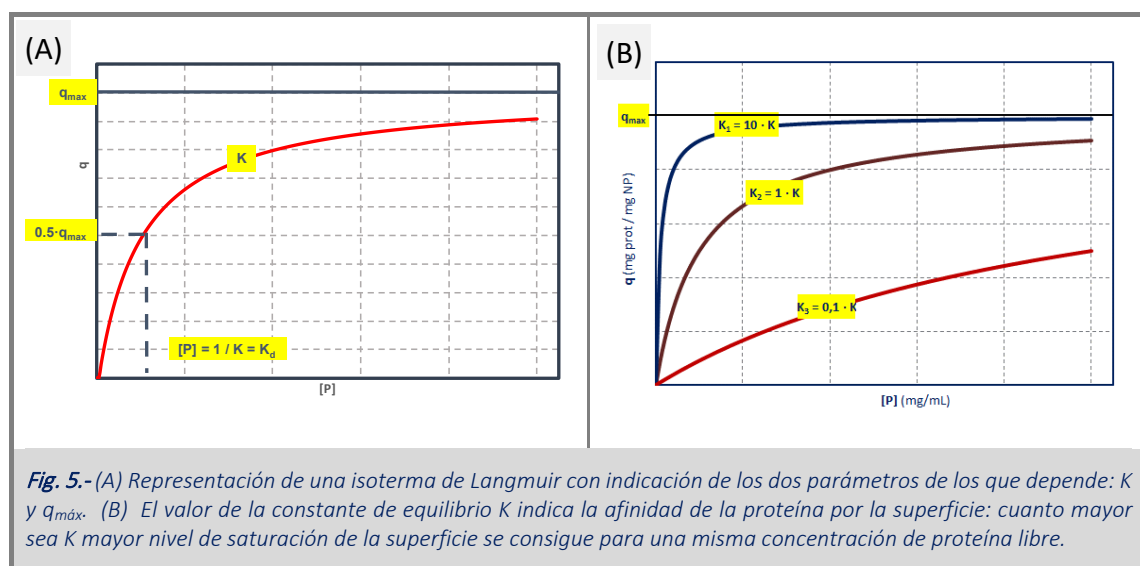 (A)
qmax
q
K
0.5·qmax
[P] = 1 / K = Kd
[P]
(B)
qmax
K1 = 10 · K
K2 = 1 · K
K3 = 0,1 · K
q (mg prot / mg NP)
[P] (mg/mL)
Fig. 5.- (A) Representación de una isoterma de Langmuir con indicación de los dos parámetros de los que depende: K
y qmáx. (B) El valor de la constante de equilibrio K indica la afinidad de la proteína por la superficie: cuanto mayor
sea K mayor nivel de saturación de la superficie se consigue para una misma concentración de proteína libre.